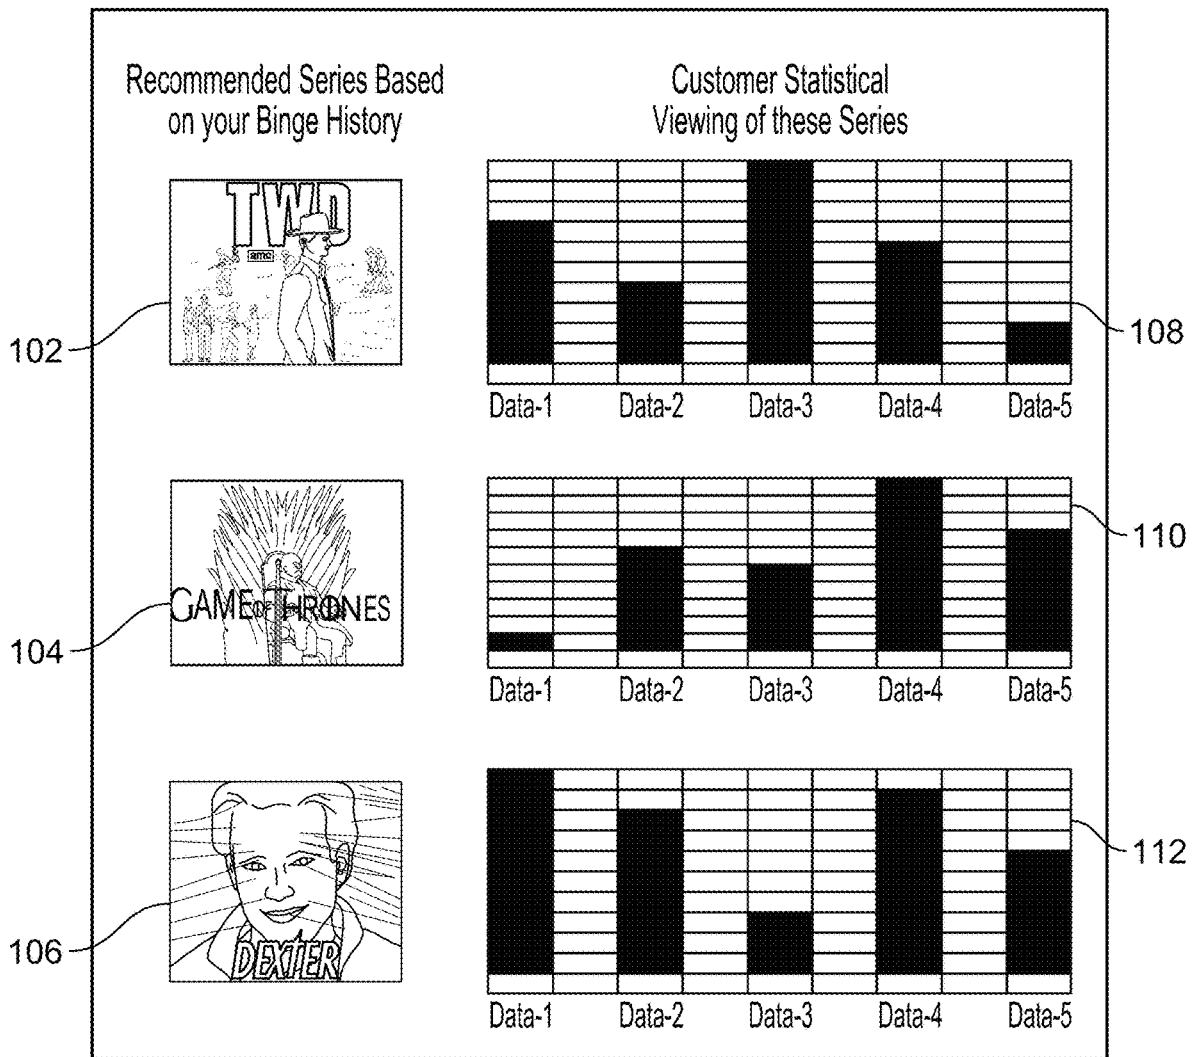 Recommended Series Based
on your Binge History
Customer Statistical
Viewing of these Series
TWD
amc
102
108
Data-1 Data-2 Data-3 Data-4 Data-5
GAME OF THRONES
104
110
Data-1 Data-2 Data-3 Data-4 Data-5
DEXTER
106
112
Data-1 Data-2 Data-3 Data-4 Data-5